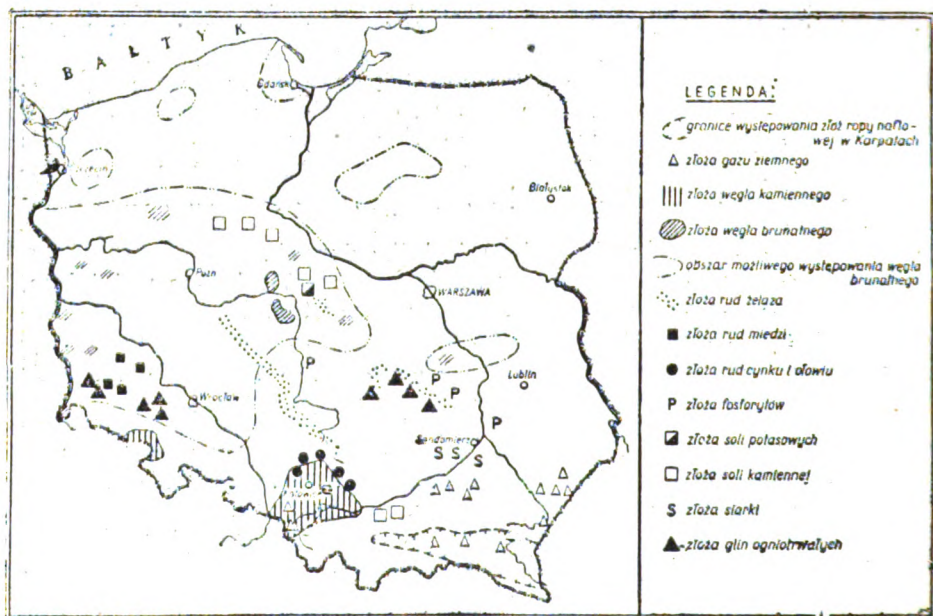 BAŁTYK
Gdańsk
Szczecin
Białystok
Pozn
WARSZAWA
P
P
P
Lublin
Wrocław
P
Sandomierz
S S S
LEGENDA:
granice występowania złóż ropy nafto-
wej w Karpatach
złoża gazu ziemnego
złoża węgla kamiennego
złoża węgla brunatnego
obszar możliwego występowania węgla
brunatnego
złoża rud żelaza
złoża rud miedzi
złoża rud cynku i ołowiu
P złoża fosforytów
złoża soli potasowych
złoża soli kamiennej
S złoża siarki
złoża glin ogniotrwałych